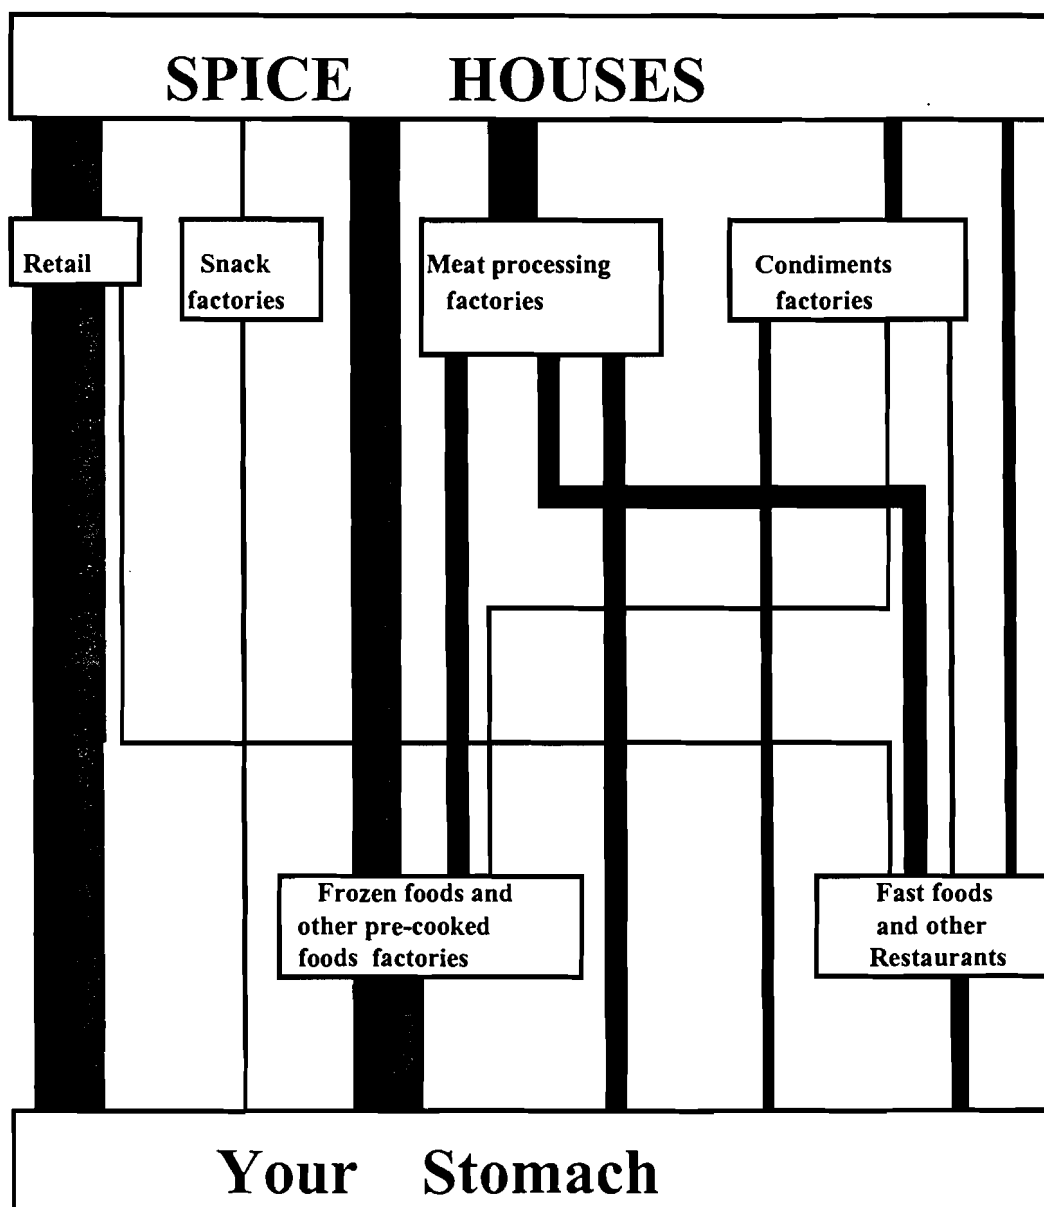 SPICE HOUSES
Retail
Snack
factories
Meat processing
factories
Condiments
factories
Frozen foods and
other pre-cooked
foods factories
Fast foods
and other
Restaurants
Your Stomach